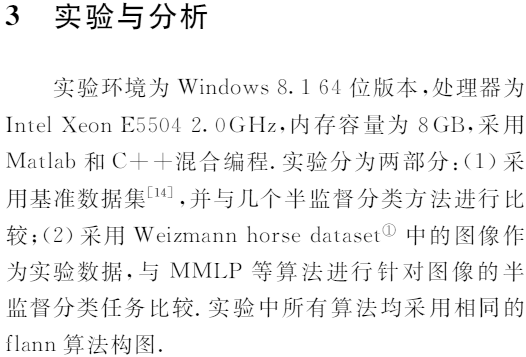 3 实验与分析
实验环境为 Windows 8.1 64 位版本,处理器为
Intel Xeon E5504 2.0GHz,内存容量为 8GB,采用
Matlab 和 C++混合编程.实验分为两部分:(1)采
用基准数据集[14],并与几个半监督分类方法进行比
较;(2)采用 Weizmann horse dataset① 中的图像作
为实验数据,与 MMLP 等算法进行针对图像的半
监督分类任务比较.实验中所有算法均采用相同的
flann 算法构图.